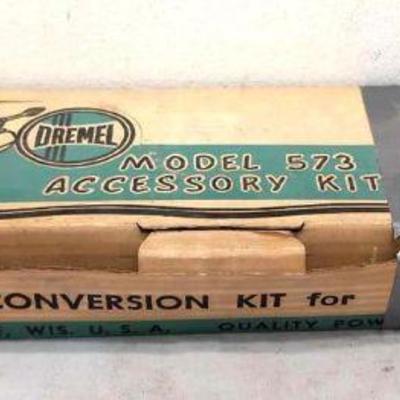 DREMEL
MODEL 573
ACCESSORY KIT
CONVERSION KIT for
WIS. U. S. A. QUALITY